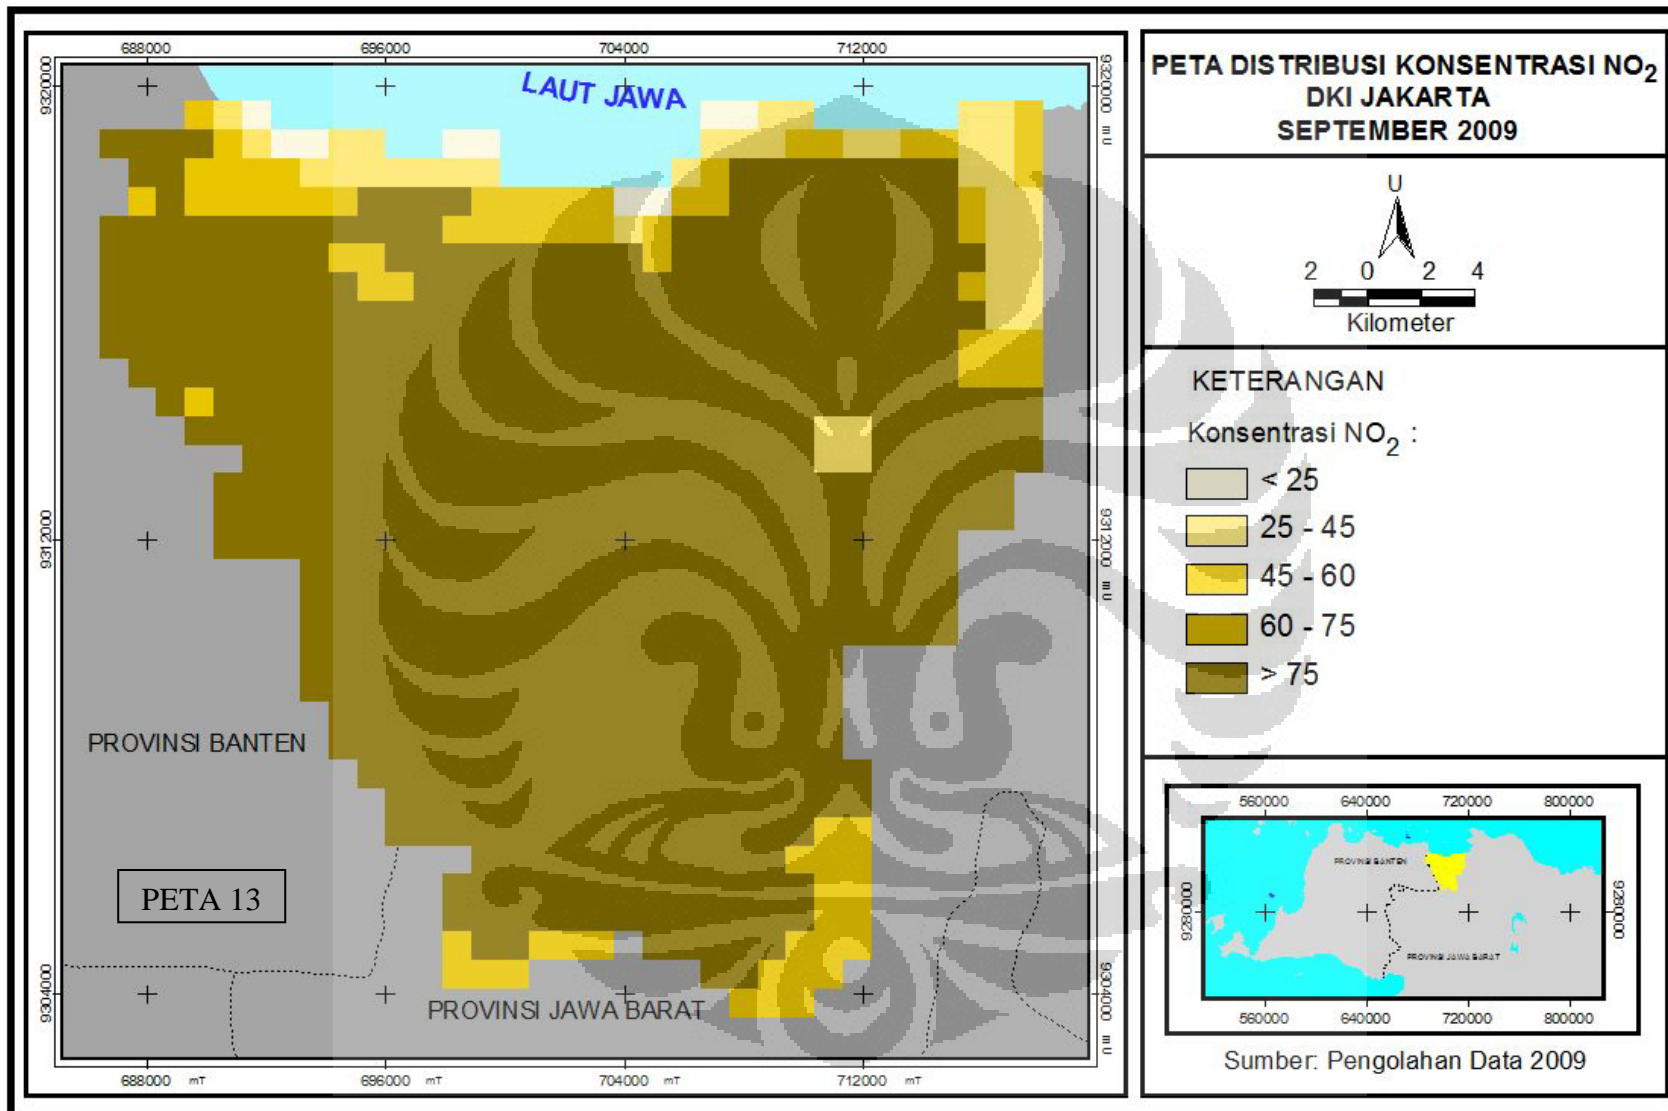 688000 696000 704000 712000
9320000
9320000 mU
LAUT JAWA
9312000
9312000 mU
PROVINSI BANTEN
PETA 13
PROVINSI JAWA BARAT
9304000
9304000 mU
688000 mT 696000 mT 704000 mT 712000 mT
PETA DISTRIBUSI KONSENTRASI NO2
DKI JAKARTA
SEPTEMBER 2009
U
2 0 2 4
Kilometer
KETERANGAN
Konsentrasi NO2 :
< 25
25 - 45
45 - 60
60 - 75
> 75
560000 640000 720000 800000
PROVINSI BANTEN
9280000
9280000
PROVINSI JAWA BARAT
560000 640000 720000 800000
Sumber: Pengolahan Data 2009